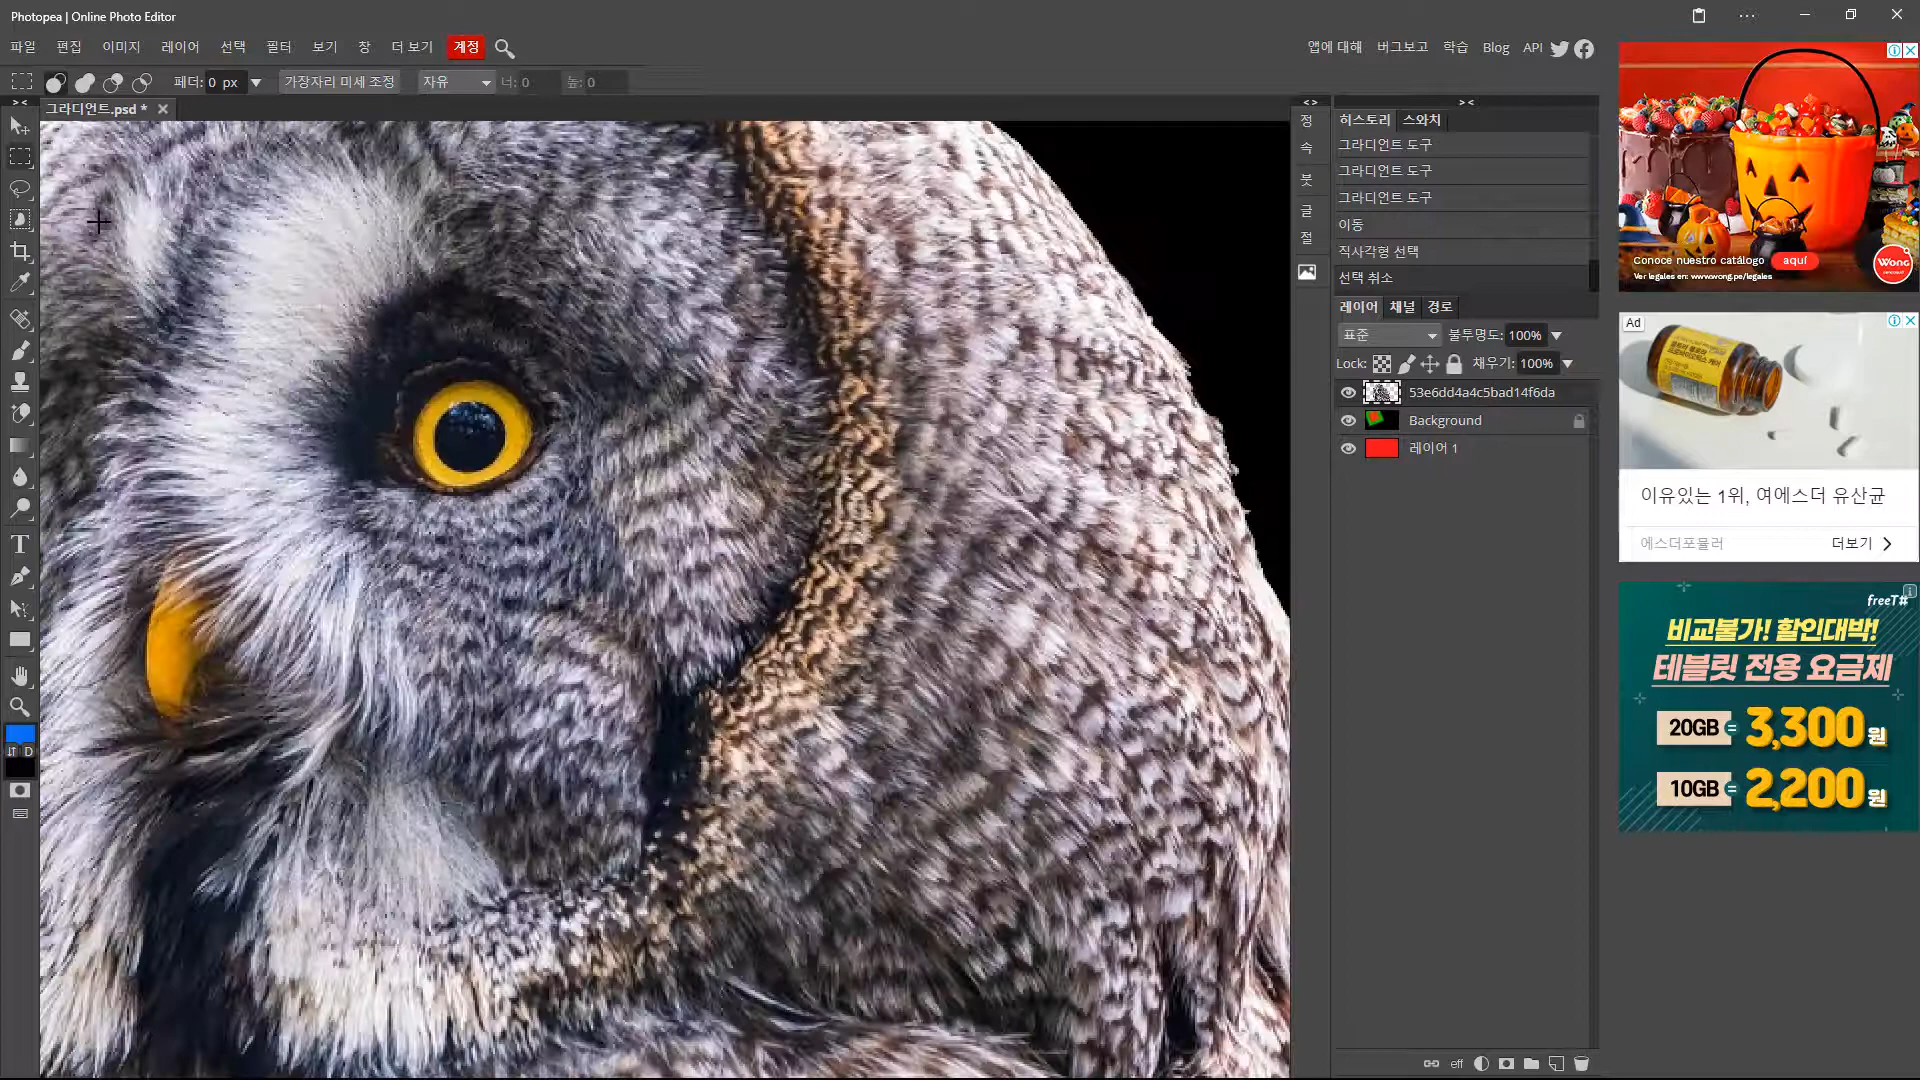 Photopea | Online Photo Editor
파일 편집 이미지 레이어 선택 필터 보기 창 더 보기 계정
앱에 대해 버그보고 학습 Blog API
페더: 0 px 가장자리 미세 조정 자유 너: 0 높: 0
그라디언트.psd *
정
속
붓
글
절
히스토리 스와치
그라디언트 도구
그라디언트 도구
그라디언트 도구
이동
직사각형 선택
선택 취소
레이어 채널 경로
표준 불투명도: 100%
Lock: 채우기: 100%
53e6dd4a4c5bad14f6da
Background
레이어 1
T
D
eff
Conoce nuestro catálogo aquí
Ver legales en: www.wong.pe/legales
Wong
Ad
이유있는 1위, 여에스더 유산균
에스더포뮬러 더보기
freeT#
비교불가! 할인대박!
테블릿 전용 요금제
20GB = 3,300원
10GB = 2,200원